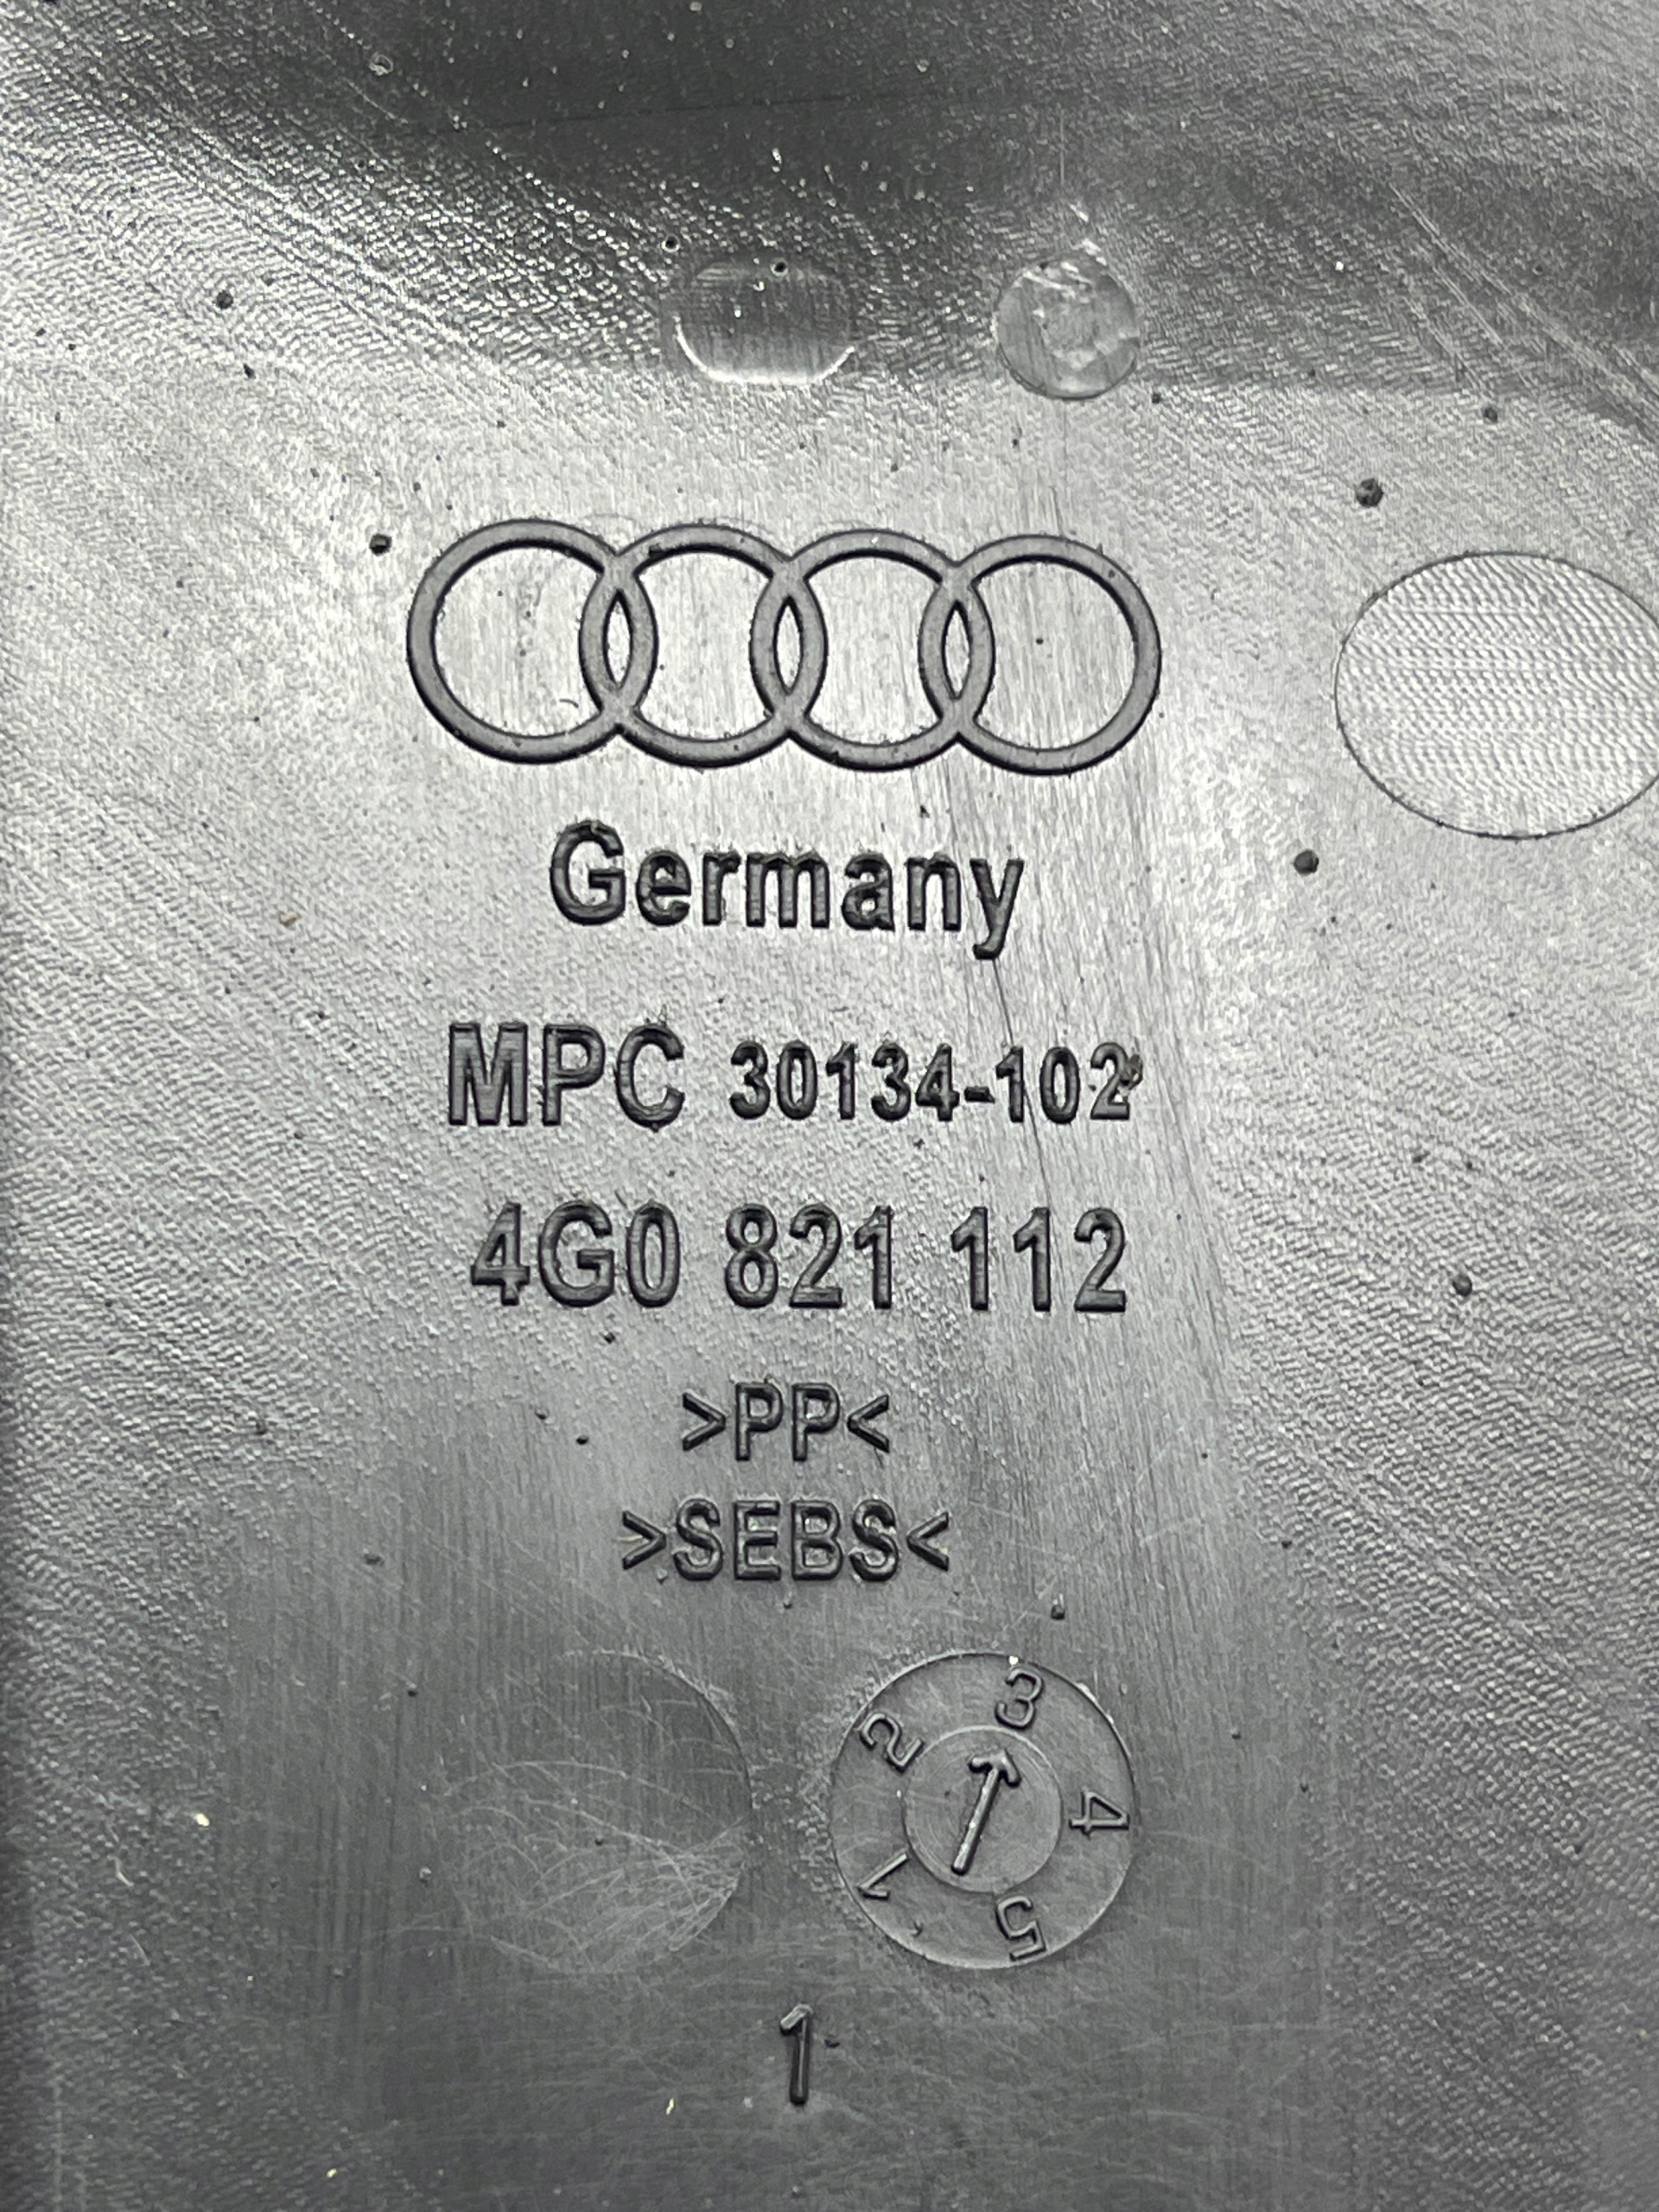 Germany
MPC 30134-102
4G0 821 112
>PP<
>SEBS<
1 2 3 4 5
1